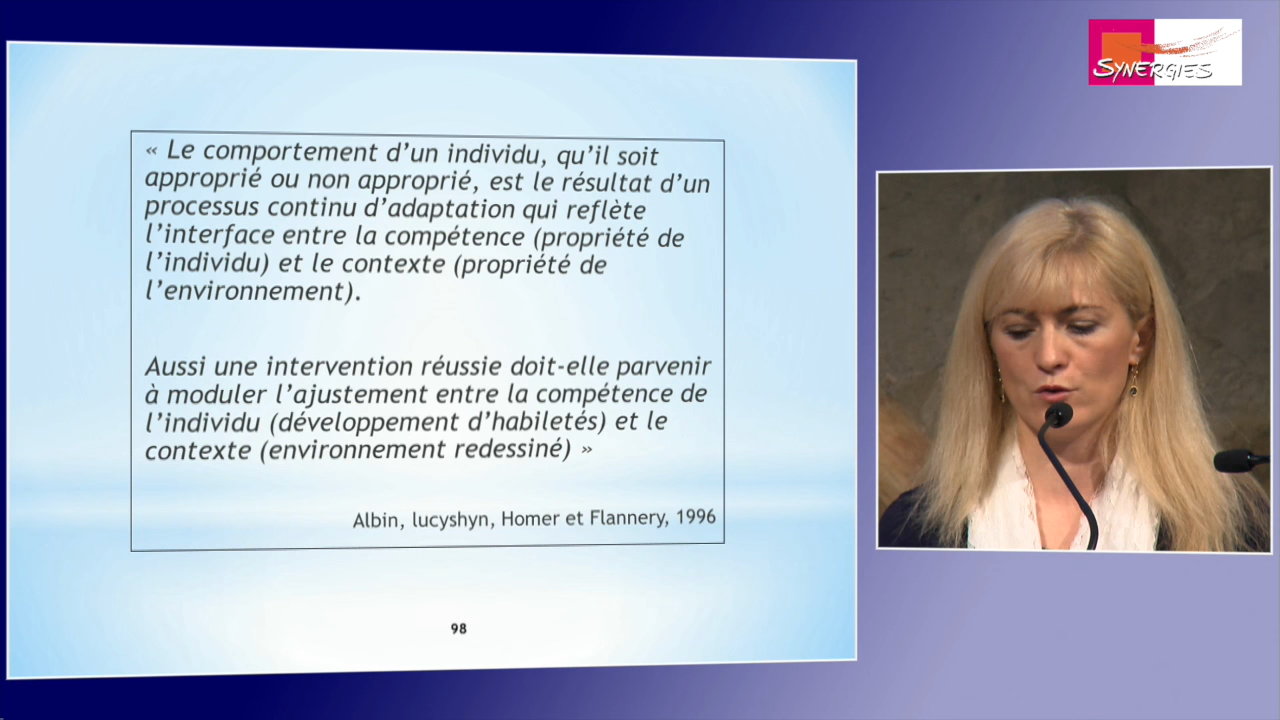 « Le comportement d’un individu, qu’il soit
approprié ou non approprié, est le résultat d’un
processus continu d’adaptation qui reflète
l’interface entre la compétence (propriété de
l’individu) et le contexte (propriété de
l’environnement).
Aussi une intervention réussie doit-elle parvenir
à moduler l’ajustement entre la compétence de
l’individu (développement d’habiletés) et le
contexte (environnement redessiné) »
Albin, lucyshyn, Homer et Flannery, 1996
98
SYNERGIES